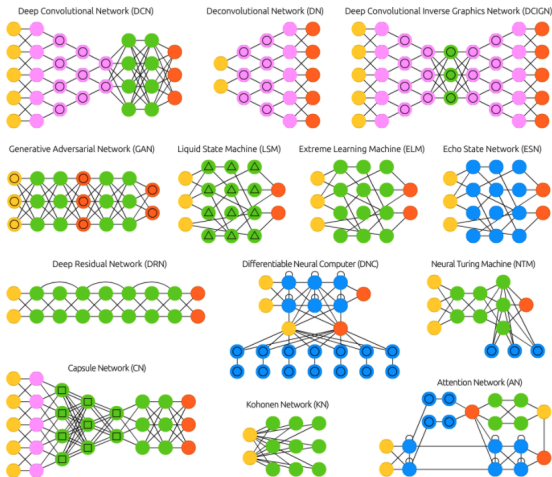 Deep Convolutional Network (DCN)
Deconvolutional Network (DN)
Deep Convolutional Inverse Graphics Network (DCIGN)
Generative Adversarial Network (GAN)
Liquid State Machine (LSM)
Extreme Learning Machine (ELM)
Echo State Network (ESN)
Deep Residual Network (DRN)
Differentiable Neural Computer (DNC)
Neural Turing Machine (NTM)
Capsule Network (CN)
Kohonen Network (KN)
Attention Network (AN)